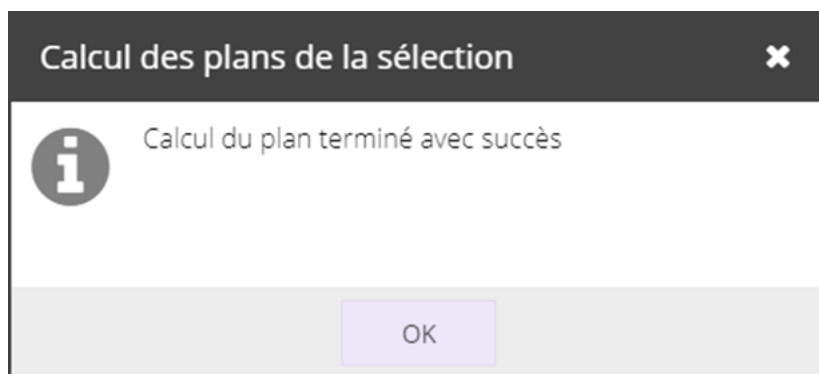 Calcul des plans de la sélection
Calcul du plan terminé avec succès
OK